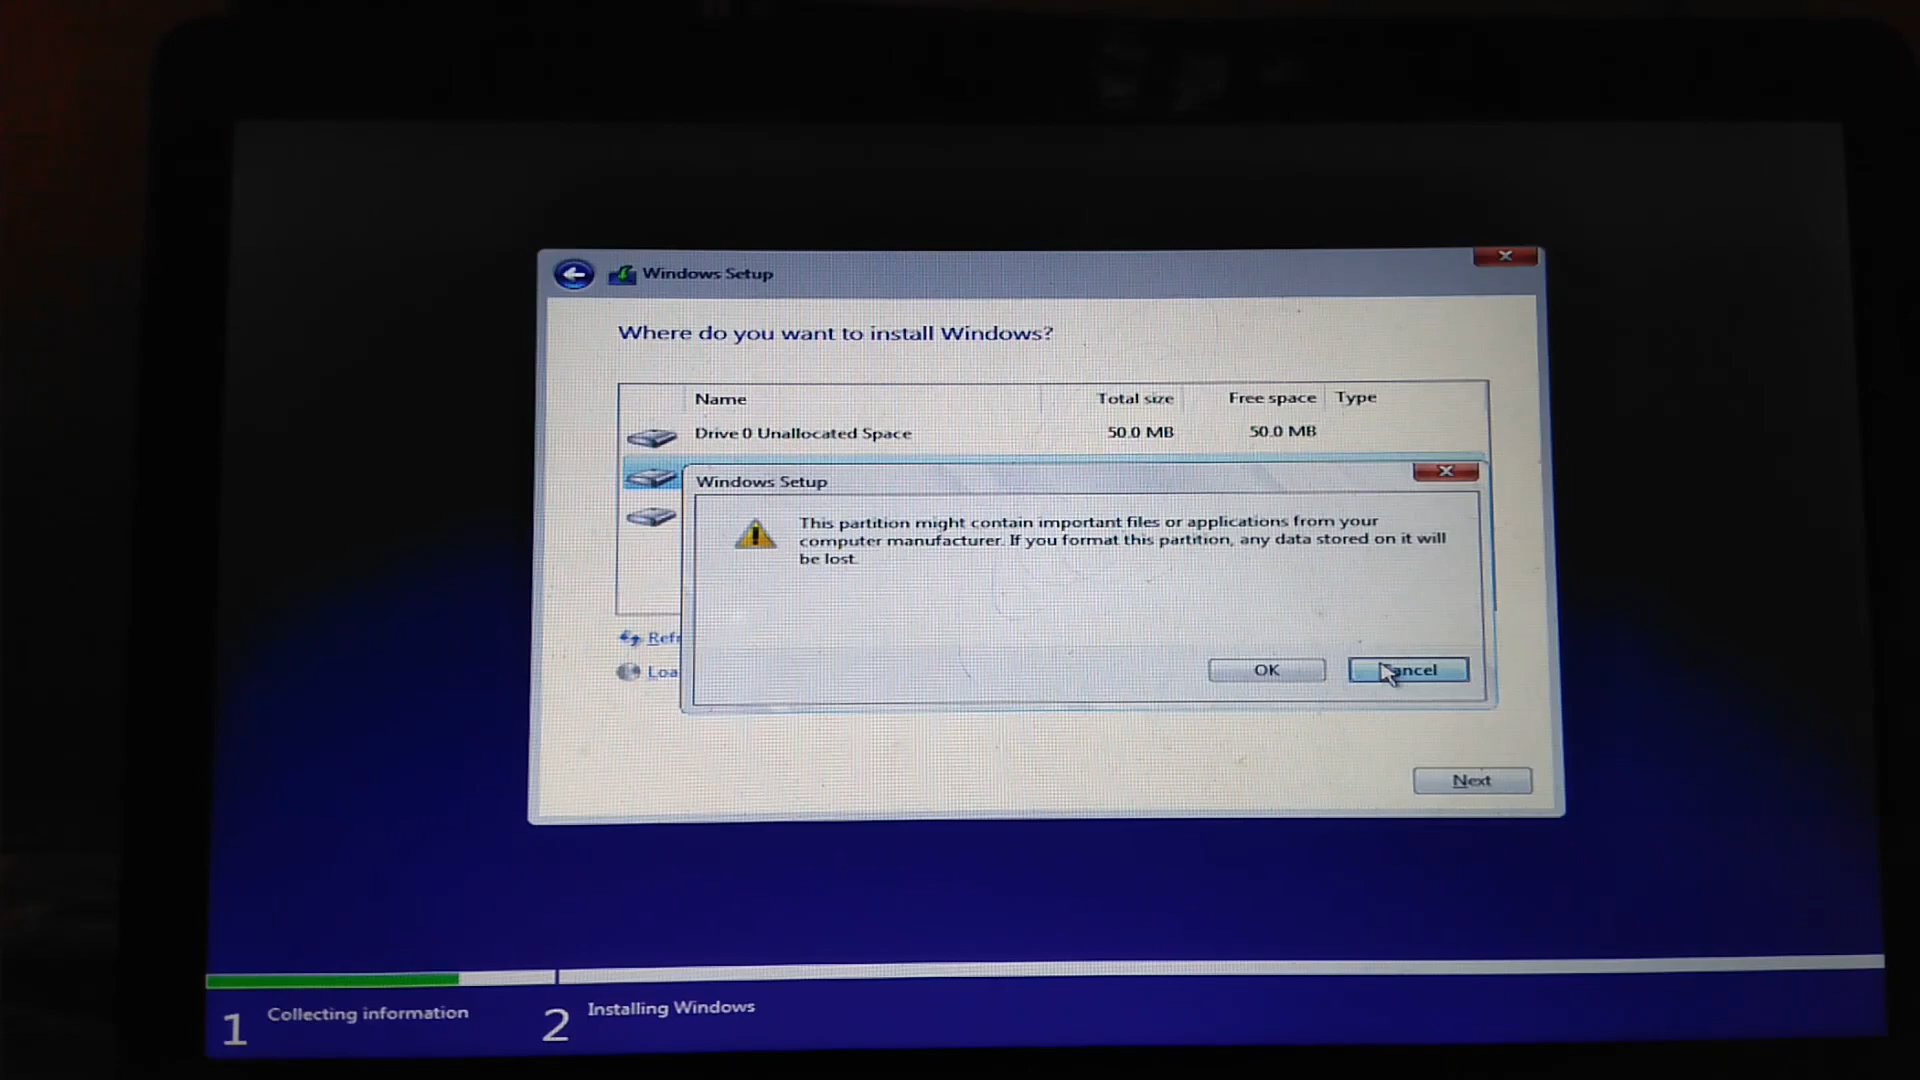 Windows Setup
Where do you want to install Windows?
Name Total size Free space Type
Drive 0 Unallocated Space 50.0 MB 50.0 MB
Windows Setup
This partition might contain important files or applications from your
computer manufacturer. If you format this partition, any data stored on it will
be lost.
Refr
Loa
OK Cancel
Next
1 Collecting information 2 Installing Windows